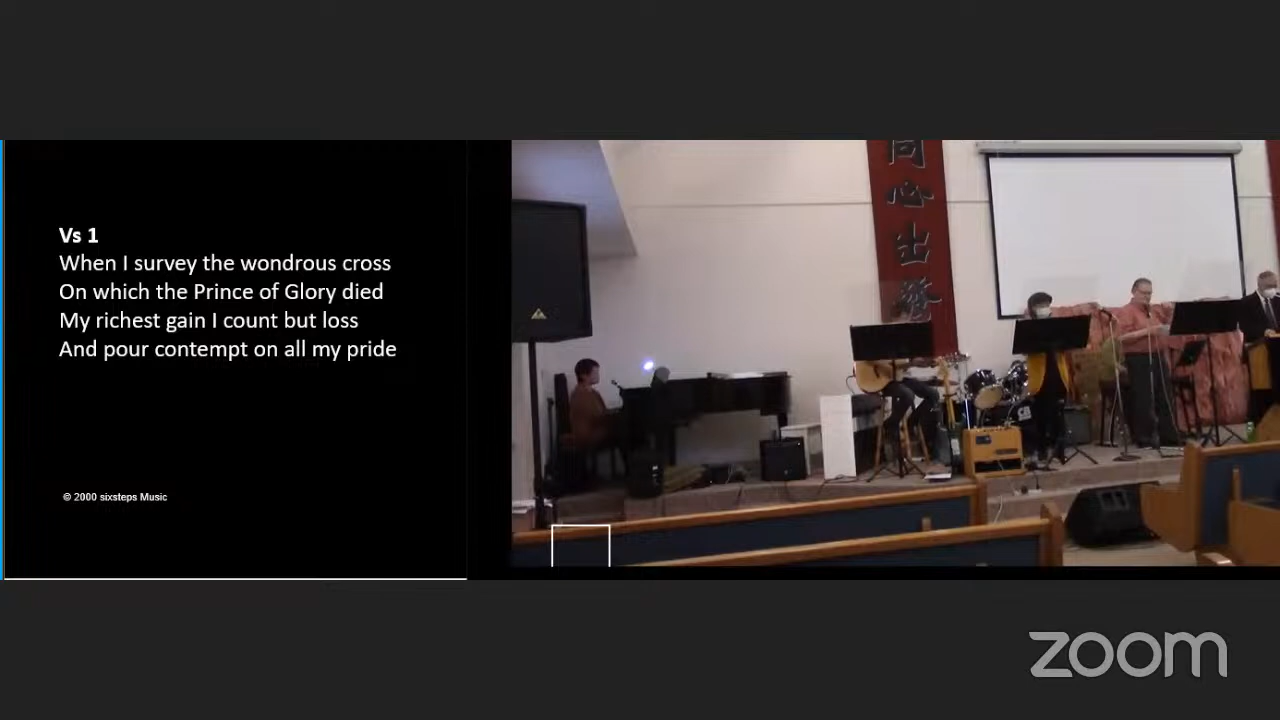 Vs 1
When I survey the wondrous cross
On which the Prince of Glory died
My richest gain I count but loss
And pour contempt on all my pride
© 2000 sixsteps Music
同心出發
zoom